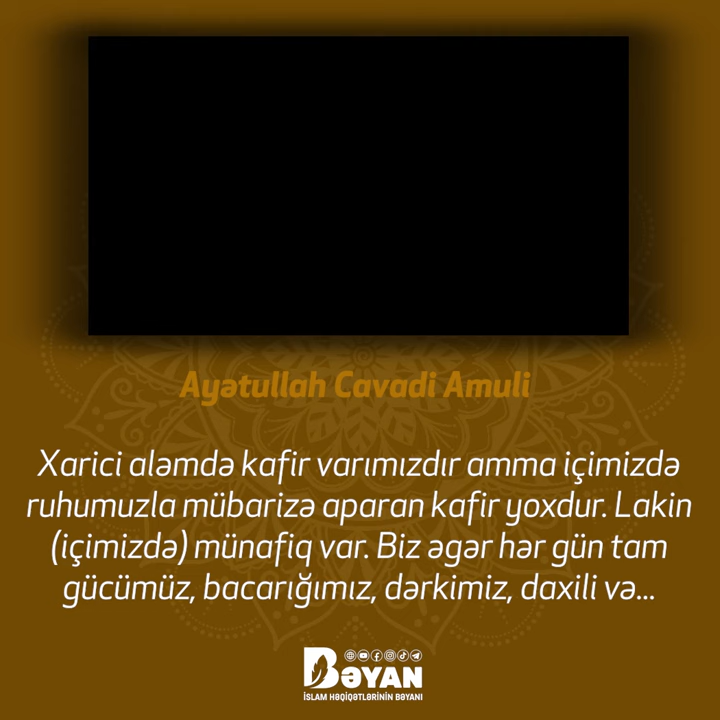 Ayətullah Cavadi Amuli
Xarici aləmdə kafir varımızdır amma içimizdə
ruhumuzla mübarizə aparan kafir yoxdur. Lakin
(içimizdə) münafiq var. Biz əgər hər gün tam
gücümüz, bacarığımız, dərkimiz, daxili və...
BƏYAN
İSLAM HƏQİQƏTLƏRİNİN BƏYANI